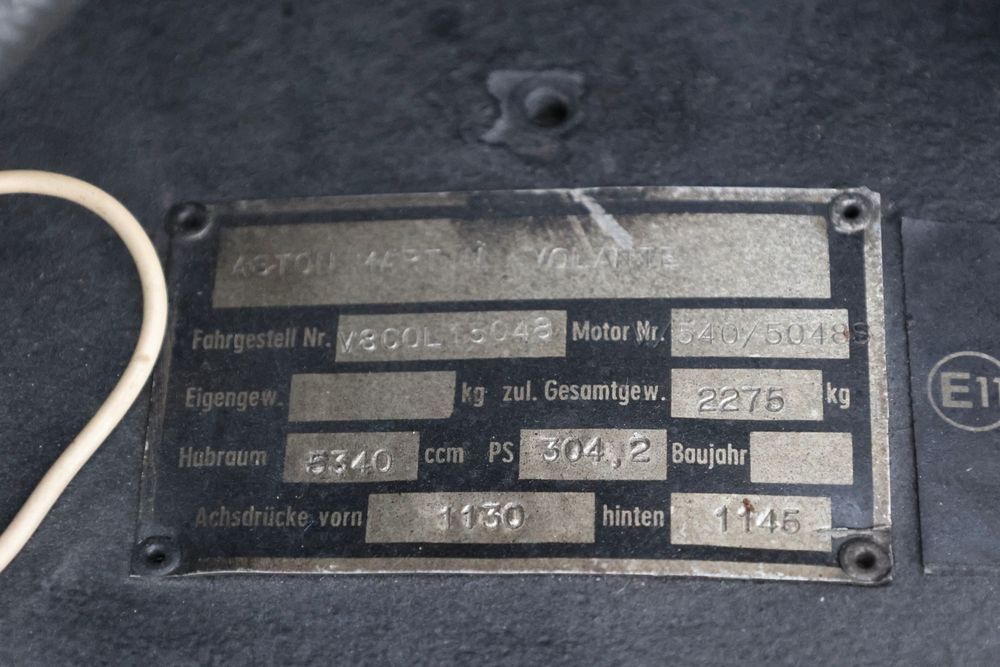 ASTON MARTIN VOLANTE
Fahrgestell Nr. V8COL15048 Motor Nr. 540/5048S
Eigengew. kg zul. Gesamtgew. 2275 kg
Hubraum 5340 ccm PS 304,2 Baujahr
Achsdrücke vorn 1130 hinten 1145
E11